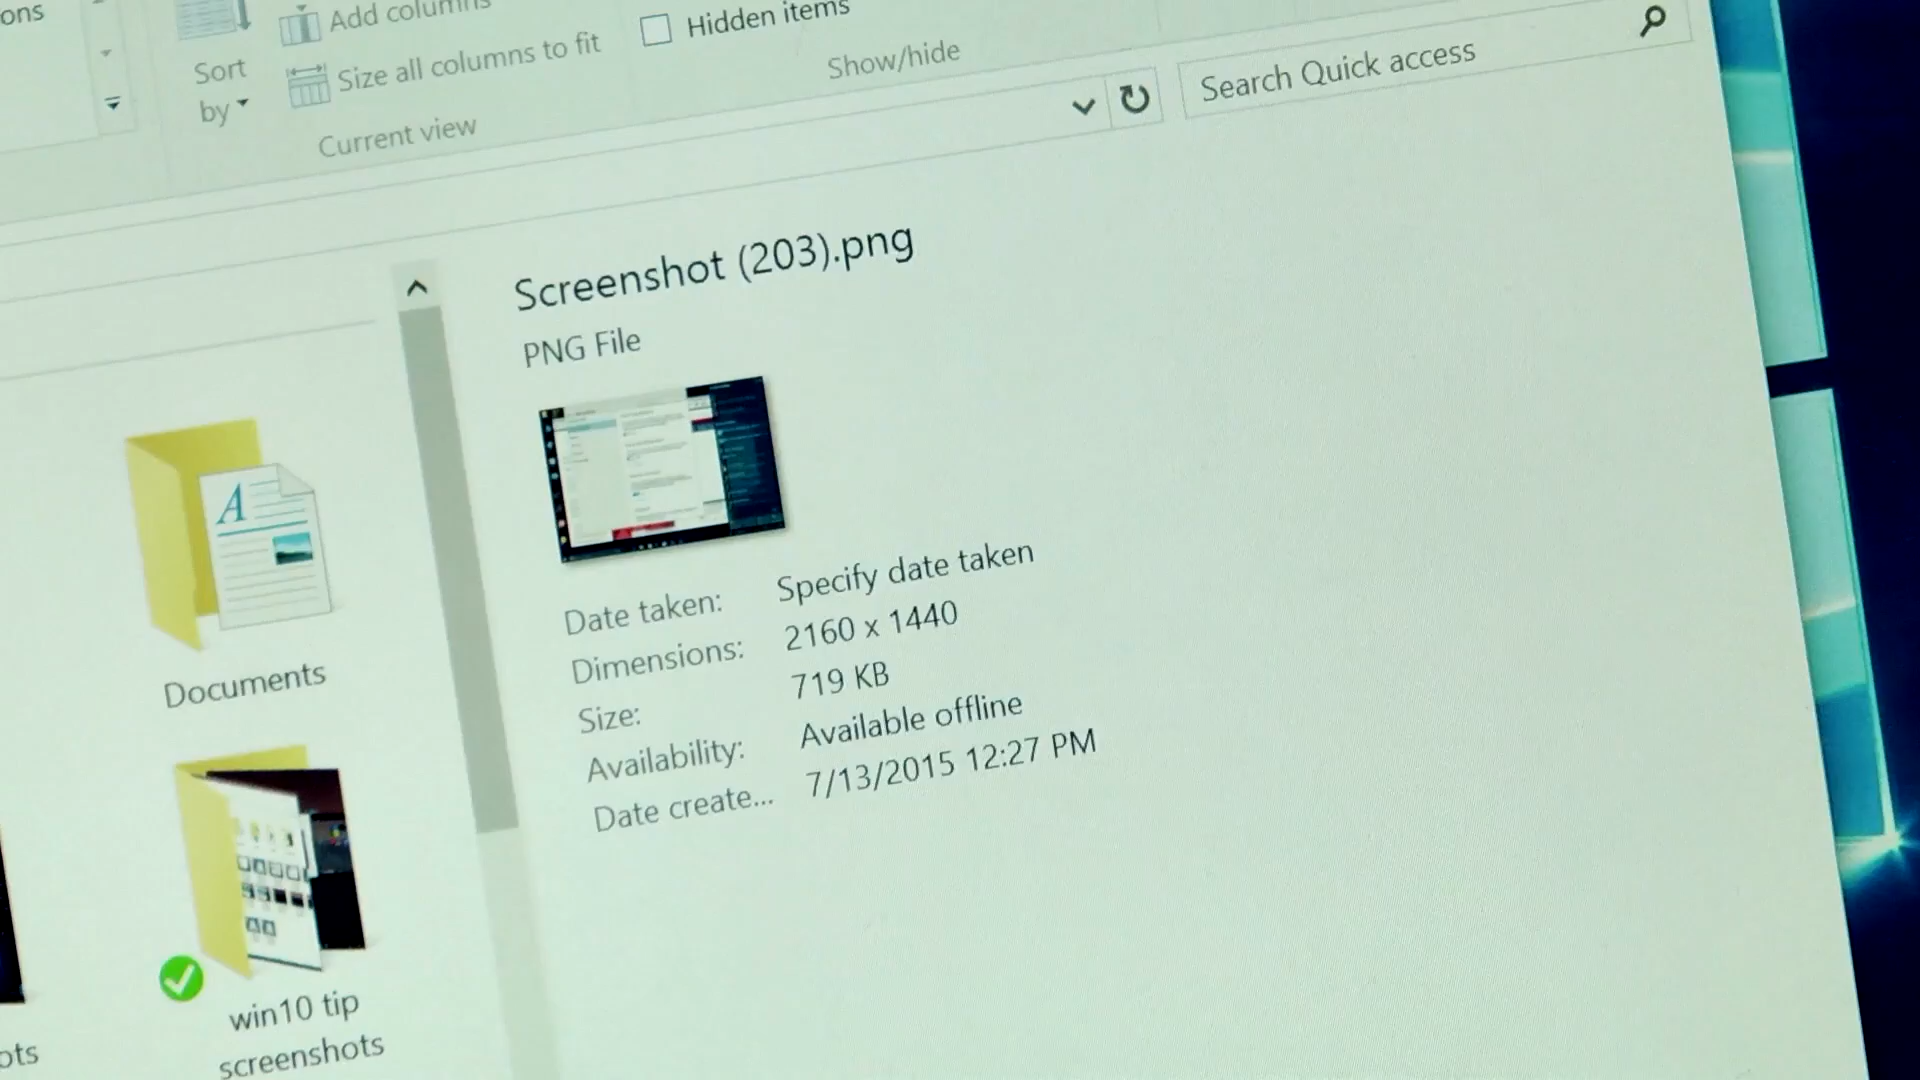 ons
Sort
by
Add columns
Size all columns to fit
Current view
Hidden items
Show/hide
Search Quick access
Screenshot (203).png
PNG File
Date taken: Specify date taken
Dimensions: 2160 x 1440
Size: 719 KB
Availability: Available offline
Date create... 7/13/2015 12:27 PM
A
Documents
win10 tip
screenshots
ots